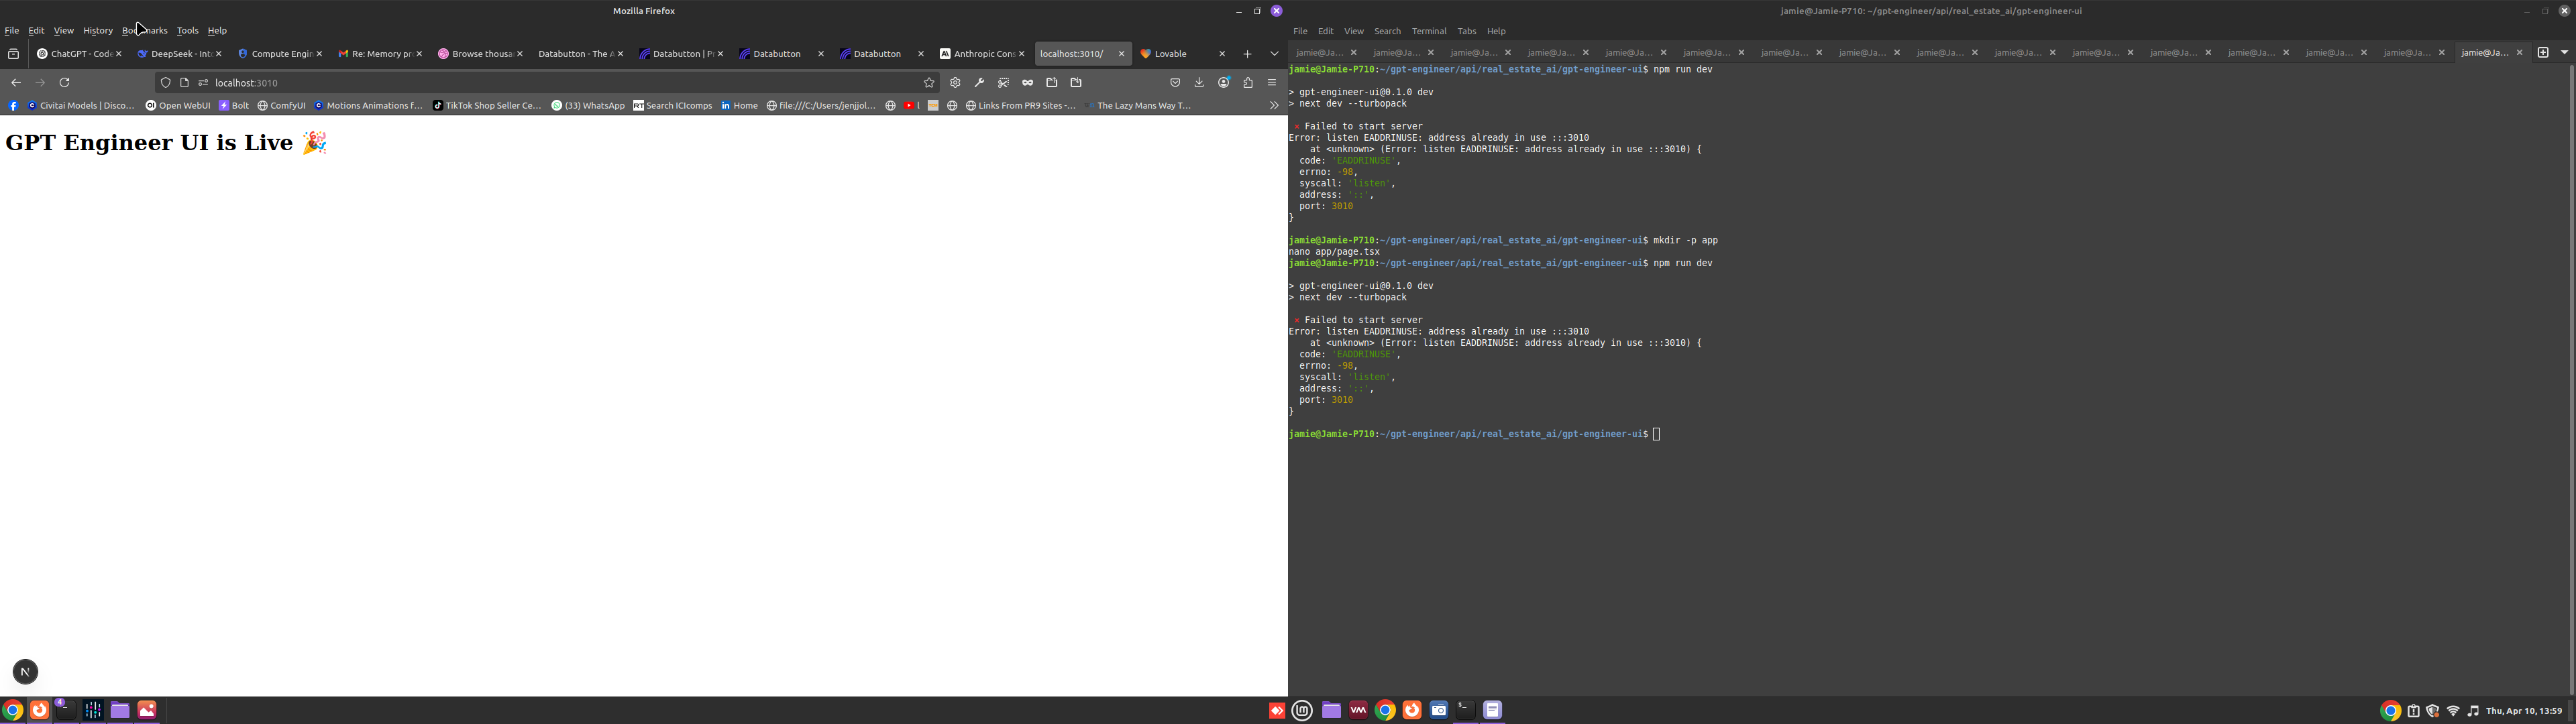 Mozilla Firefox
File Edit View History Bookmarks Tools Help
ChatGPT - Code DeepSeek - Int Compute Engin Re: Memory pr Browse thousa Databutton - The A Databutton | P Databutton Databutton Anthropic Cons localhost:3010/ Lovable
localhost:3010
Civitai Models | Disco… Open WebUI Bolt ComfyUI Motions Animations f… TikTok Shop Seller Ce… (33) WhatsApp RT Search ICIcomps Home file:///C:/Users/jenjjol… Links From PR9 Sites -… The Lazy Mans Way T…
GPT Engineer UI is Live 🎉
N
4
jamie@Jamie-P710: ~/gpt-engineer/api/real_estate_ai/gpt-engineer-ui
File Edit View Search Terminal Tabs Help
jamie@Ja… jamie@Ja… jamie@Ja… jamie@Ja… jamie@Ja… jamie@Ja… jamie@Ja… jamie@Ja… jamie@Ja… jamie@Ja… jamie@Ja… jamie@Ja… jamie@Ja… jamie@Ja… jamie@Ja… jamie@Ja…
jamie@Jamie-P710:~/gpt-engineer/api/real_estate_ai/gpt-engineer-ui$ npm run dev
> gpt-engineer-ui@0.1.0 dev
> next dev --turbopack
⨯ Failed to start server
Error: listen EADDRINUSE: address already in use :::3010
at <unknown> (Error: listen EADDRINUSE: address already in use :::3010) {
code: 'EADDRINUSE',
errno: -98,
syscall: 'listen',
address: '::',
port: 3010
}
jamie@Jamie-P710:~/gpt-engineer/api/real_estate_ai/gpt-engineer-ui$ mkdir -p app
nano app/page.tsx
jamie@Jamie-P710:~/gpt-engineer/api/real_estate_ai/gpt-engineer-ui$ npm run dev
> gpt-engineer-ui@0.1.0 dev
> next dev --turbopack
⨯ Failed to start server
Error: listen EADDRINUSE: address already in use :::3010
at <unknown> (Error: listen EADDRINUSE: address already in use :::3010) {
code: 'EADDRINUSE',
errno: -98,
syscall: 'listen',
address: '::',
port: 3010
}
jamie@Jamie-P710:~/gpt-engineer/api/real_estate_ai/gpt-engineer-ui$
Thu, Apr 10, 13:59